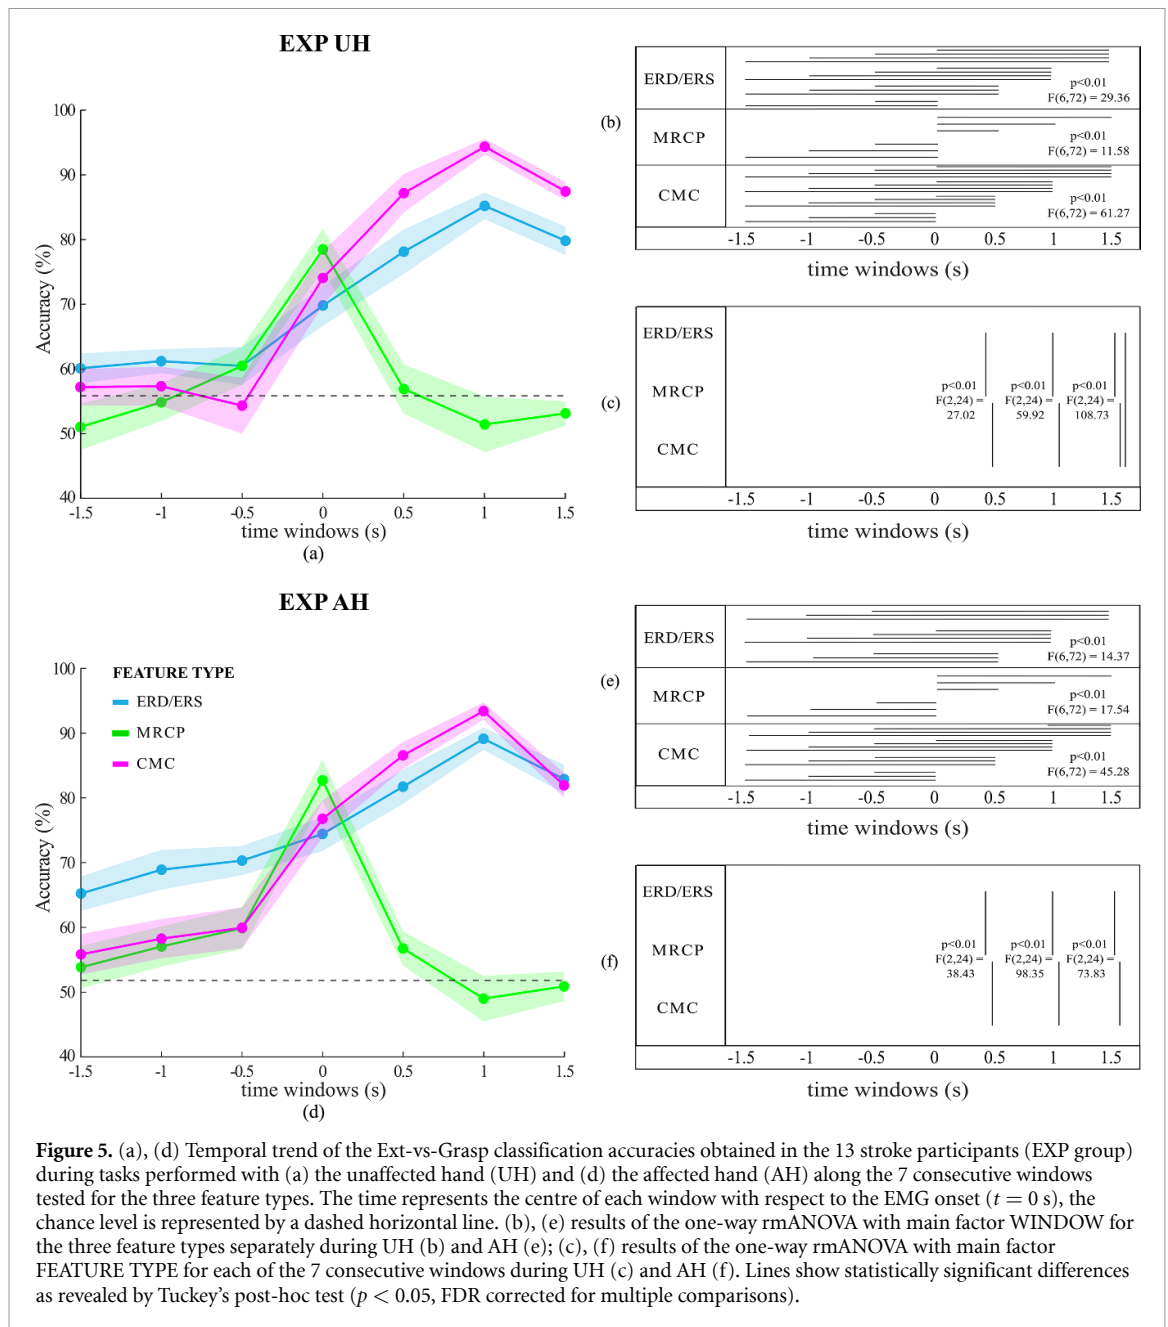 EXP UH
100
90
80
70
60
50
40
Accuracy (%)
-1.5 -1 -0.5 0 0.5 1 1.5
time windows (s)
(a)
(b)
ERD/ERS
p<0.01
F(6,72) = 29.36
MRCP
p<0.01
F(6,72) = 11.58
CMC
p<0.01
F(6,72) = 61.27
-1.5 -1 -0.5 0 0.5 1 1.5
time windows (s)
(c)
ERD/ERS
MRCP
CMC
p<0.01 p<0.01 p<0.01
F(2,24) = F(2,24) = F(2,24) =
27.02 59.92 108.73
-1.5 -1 -0.5 0 0.5 1 1.5
time windows (s)
EXP AH
FEATURE TYPE
ERD/ERS
MRCP
CMC
100
90
80
70
60
50
40
Accuracy (%)
-1.5 -1 -0.5 0 0.5 1 1.5
time windows (s)
(d)
(e)
ERD/ERS
p<0.01
F(6,72) = 14.37
MRCP
p<0.01
F(6,72) = 17.54
CMC
p<0.01
F(6,72) = 45.28
-1.5 -1 -0.5 0 0.5 1 1.5
time windows (s)
(f)
ERD/ERS
MRCP
CMC
p<0.01 p<0.01 p<0.01
F(2,24) = F(2,24) = F(2,24) =
38.43 98.35 73.83
-1.5 -1 -0.5 0 0.5 1 1.5
time windows (s)
Figure 5. (a), (d) Temporal trend of the Ext-vs-Grasp classification accuracies obtained in the 13 stroke participants (EXP group)
during tasks performed with (a) the unaffected hand (UH) and (d) the affected hand (AH) along the 7 consecutive windows
tested for the three feature types. The time represents the centre of each window with respect to the EMG onset (t = 0 s), the
chance level is represented by a dashed horizontal line. (b), (e) results of the one-way rmANOVA with main factor WINDOW for
the three feature types separately during UH (b) and AH (e); (c), (f) results of the one-way rmANOVA with main factor
FEATURE TYPE for each of the 7 consecutive windows during UH (c) and AH (f). Lines show statistically significant differences
as revealed by Tuckey's post-hoc test (p < 0.05, FDR corrected for multiple comparisons).